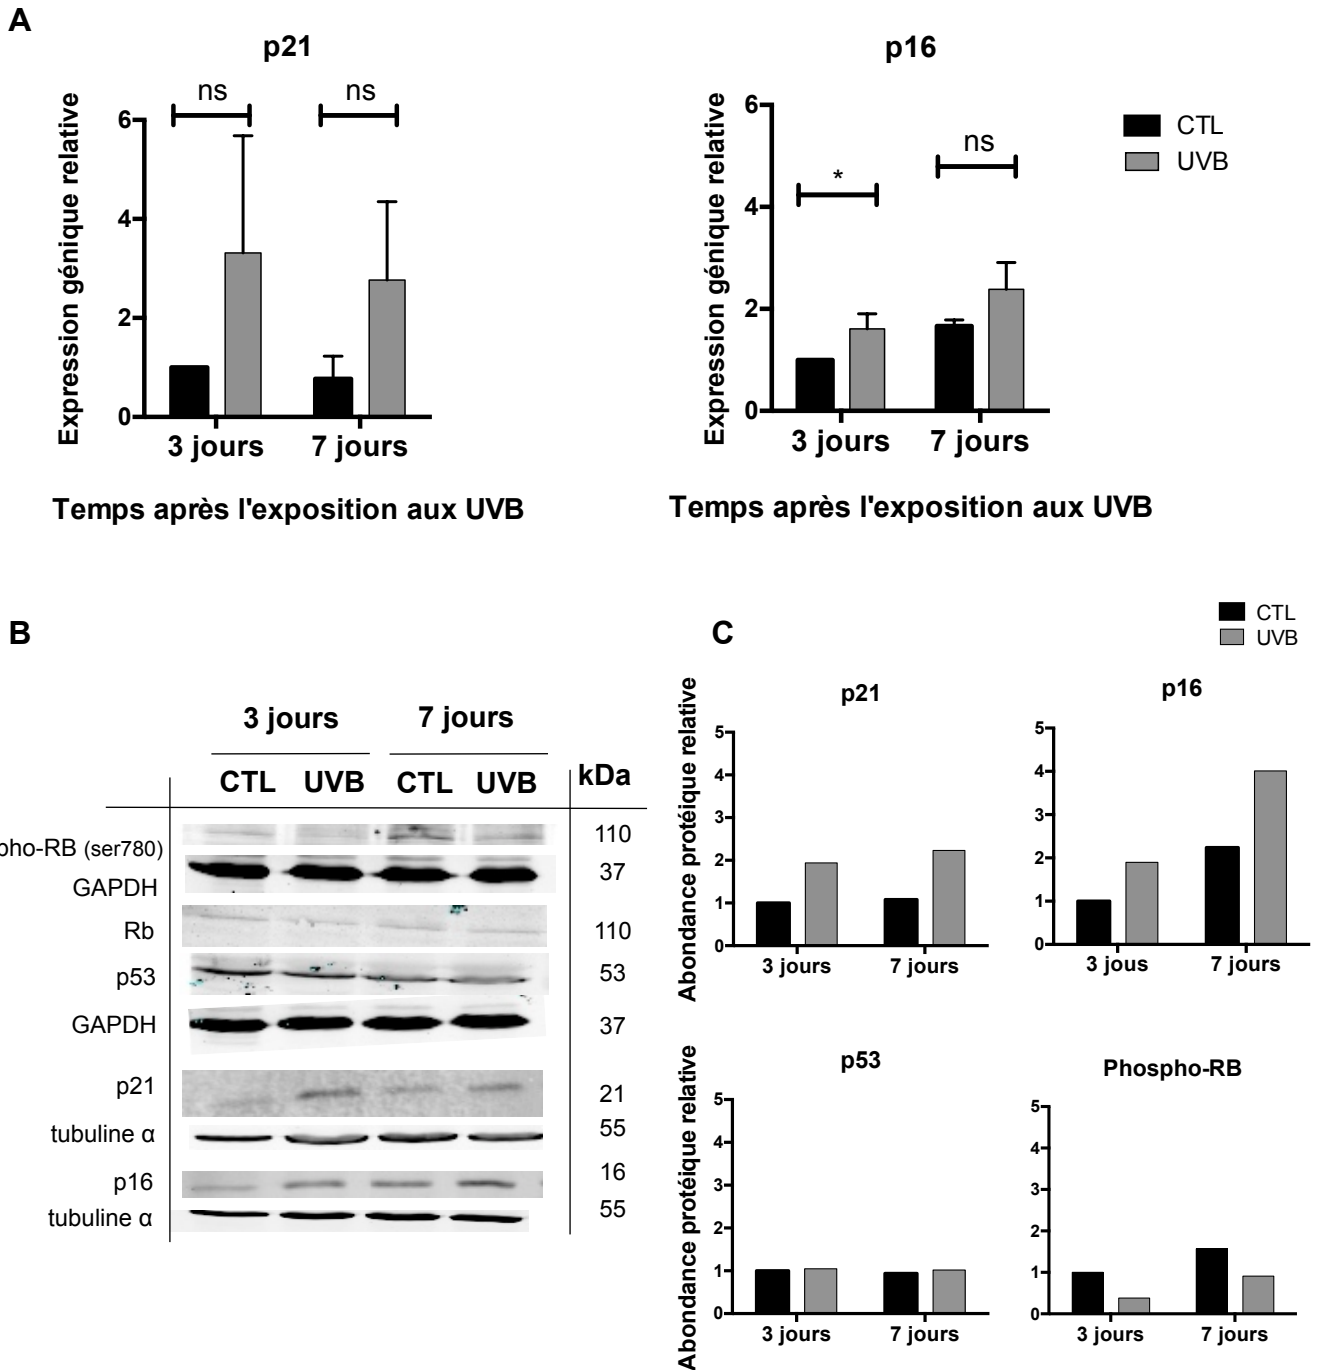 A
p21
ns
ns
Expression génique relative
6
4
2
0
3 jours
7 jours
Temps après l'exposition aux UVB
p16
*
ns
Expression génique relative
6
4
2
0
3 jours
7 jours
Temps après l'exposition aux UVB
CTL
UVB
B
3 jours
7 jours
CTL
UVB
CTL
UVB
kDa
pho-RB (ser780)
110
GAPDH
37
Rb
110
p53
53
GAPDH
37
p21
21
tubuline α
55
p16
16
tubuline α
55
C
CTL
UVB
p21
Abondance protéique relative
5
4
3
2
1
0
3 jours
7 jours
p16
5
4
3
2
1
0
3 jous
7 jours
p53
Abondance protéique relative
5
4
3
2
1
0
3 jours
7 jours
Phospho-RB
5
4
3
2
1
0
3 jours
7 jours